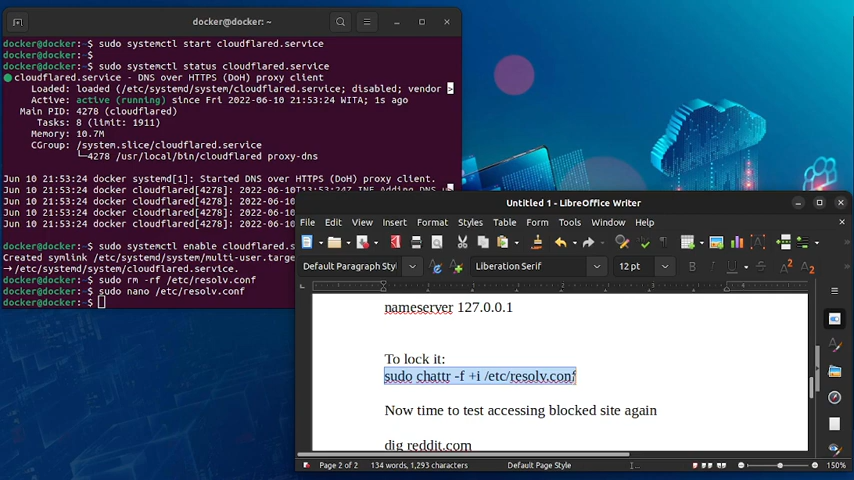 docker@docker: ~
docker@docker:~$ sudo systemctl start cloudflared.service
docker@docker:~$
docker@docker:~$ sudo systemctl status cloudflared.service
cloudflared.service - DNS over HTTPS (DoH) proxy client
Loaded: loaded (/etc/systemd/system/cloudflared.service; disabled; vendor >
Active: active (running) since Fri 2022-06-10 21:53:24 WITA; 1s ago
Main PID: 4278 (cloudflared)
Tasks: 8 (limit: 1911)
Memory: 10.7M
CGroup: /system.slice/cloudflared.service
└─4278 /usr/local/bin/cloudflared proxy-dns
Jun 10 21:53:24 docker systemd[1]: Started DNS over HTTPS (DoH) proxy client.
Jun 10 21:53:24 docker cloudflared[4278]: 2022-06-10T13:53:24Z INF Adding DNS
Jun 10 21:53:24 docker cloudflared[4278]: 2022-06-
Jun 10 21:53:24 docker cloudflared[4278]: 2022-06-
Jun 10 21:53:24 docker cloudflared[4278]: 2022-06-
docker@docker:~$ sudo systemctl enable cloudflared.s
Created symlink /etc/systemd/system/multi-user.targe
→/etc/systemd/system/cloudflared.service.
docker@docker:~$ sudo rm -rf /etc/resolv.conf
docker@docker:~$ sudo nano /etc/resolv.conf
docker@docker:~$
Untitled 1 - LibreOffice Writer
File Edit View Insert Format Styles Table Form Tools Window Help
Default Paragraph Styl Liberation Serif 12 pt
nameserver 127.0.0.1
To lock it:
sudo chattr -f +i /etc/resolv.conf
Now time to test accessing blocked site again
dig reddit.com
Page 2 of 2 134 words, 1,293 characters Default Page Style 150%